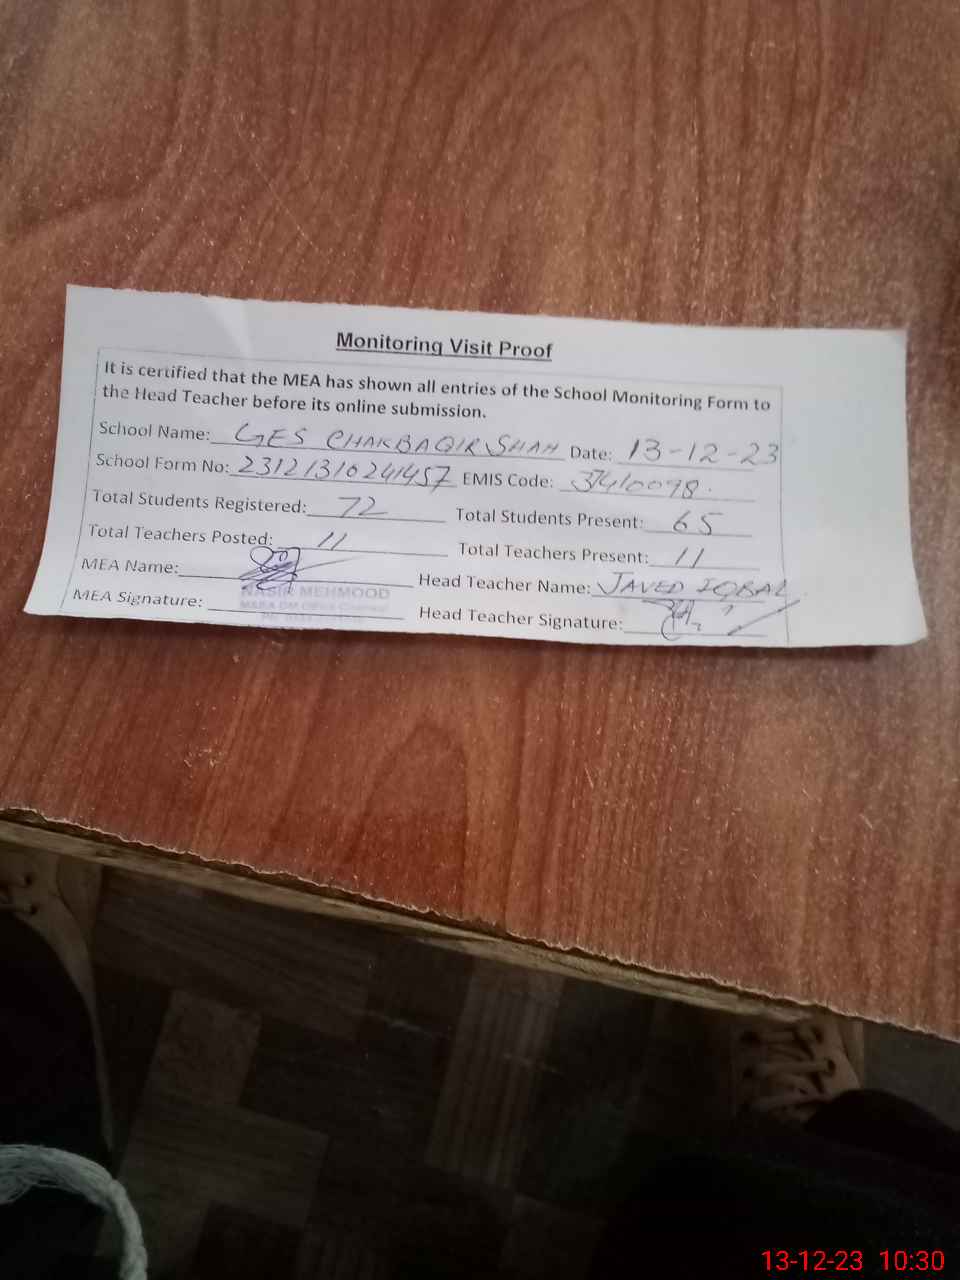 Monitoring Visit Proof
It is certified that the MEA has shown all entries of the School Monitoring Form to
the Head Teacher before its online submission.
School Name: GES CHAKBAQIR SHAH Date: 13-12-23
School Form No: 23121310241457 EMIS Code: 37410098.
Total Students Registered: 72 Total Students Present: 65
Total Teachers Posted: 11 Total Teachers Present: 11
MEA Name: Head Teacher Name: JAVED IQBAL
NASIR MEHMOOD
MEA Signature: Head Teacher Signature:
13-12-23 10:30